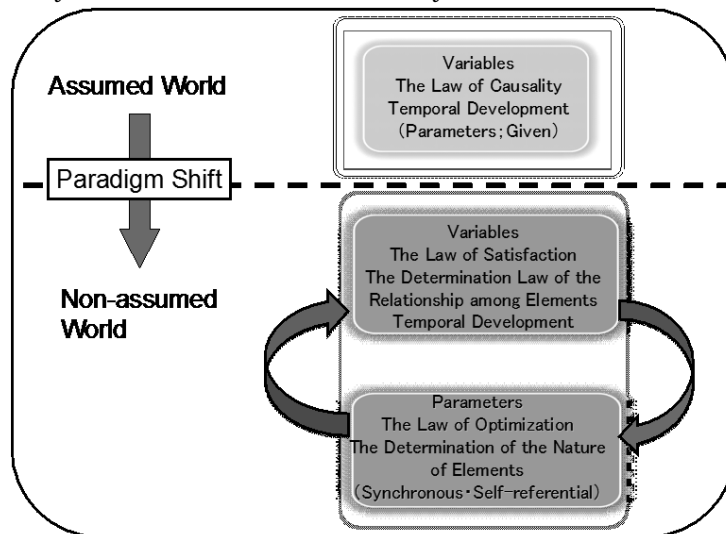 Assumed World
Variables
The Law of Causality
Temporal Development
(Parameters; Given)
Paradigm Shift
Non-assumed
World
Variables
The Law of Satisfaction
The Determination Law of the
Relationship among Elements
Temporal Development
Parameters
The Law of Optimization
The Determination of the Nature
of Elements
(Synchronous・Self-referential)